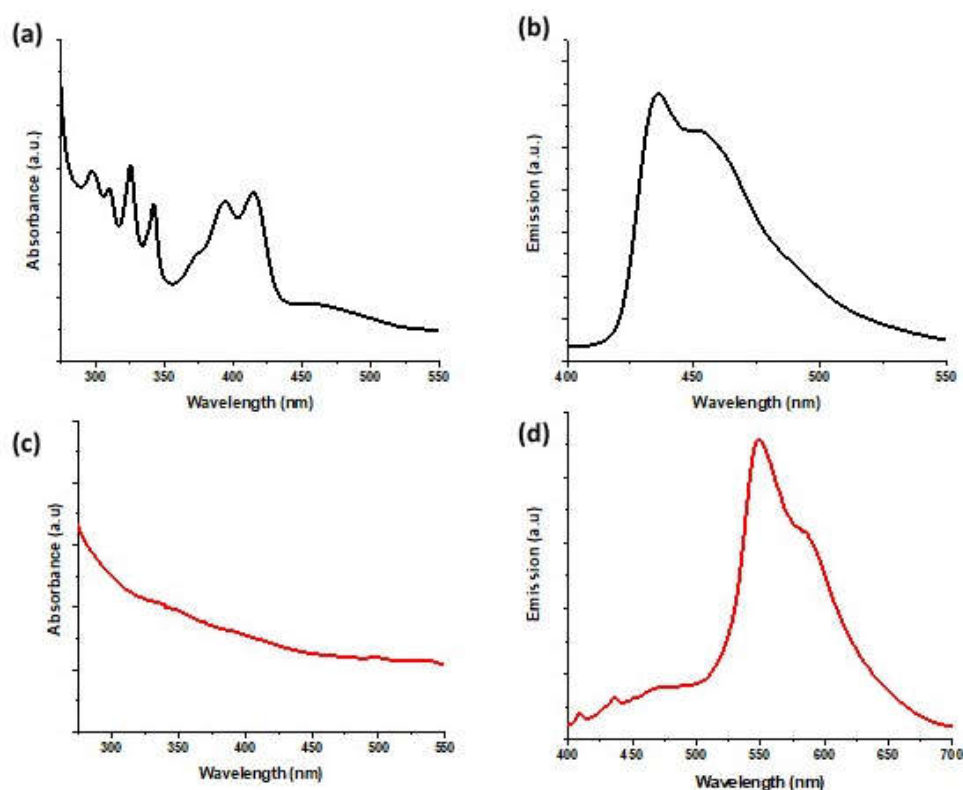 (a)
Absorbance (a.u.)
300 350 400 450 500 550
Wavelength (nm)
(b)
Emission (a.u.)
400 450 500 550
Wavelength (nm)
(c)
Absorbance (a.u)
300 350 400 450 500 550
Wavelength (nm)
(d)
Emission (a.u)
400 450 500 550 600 650 700
Wavelength (nm)